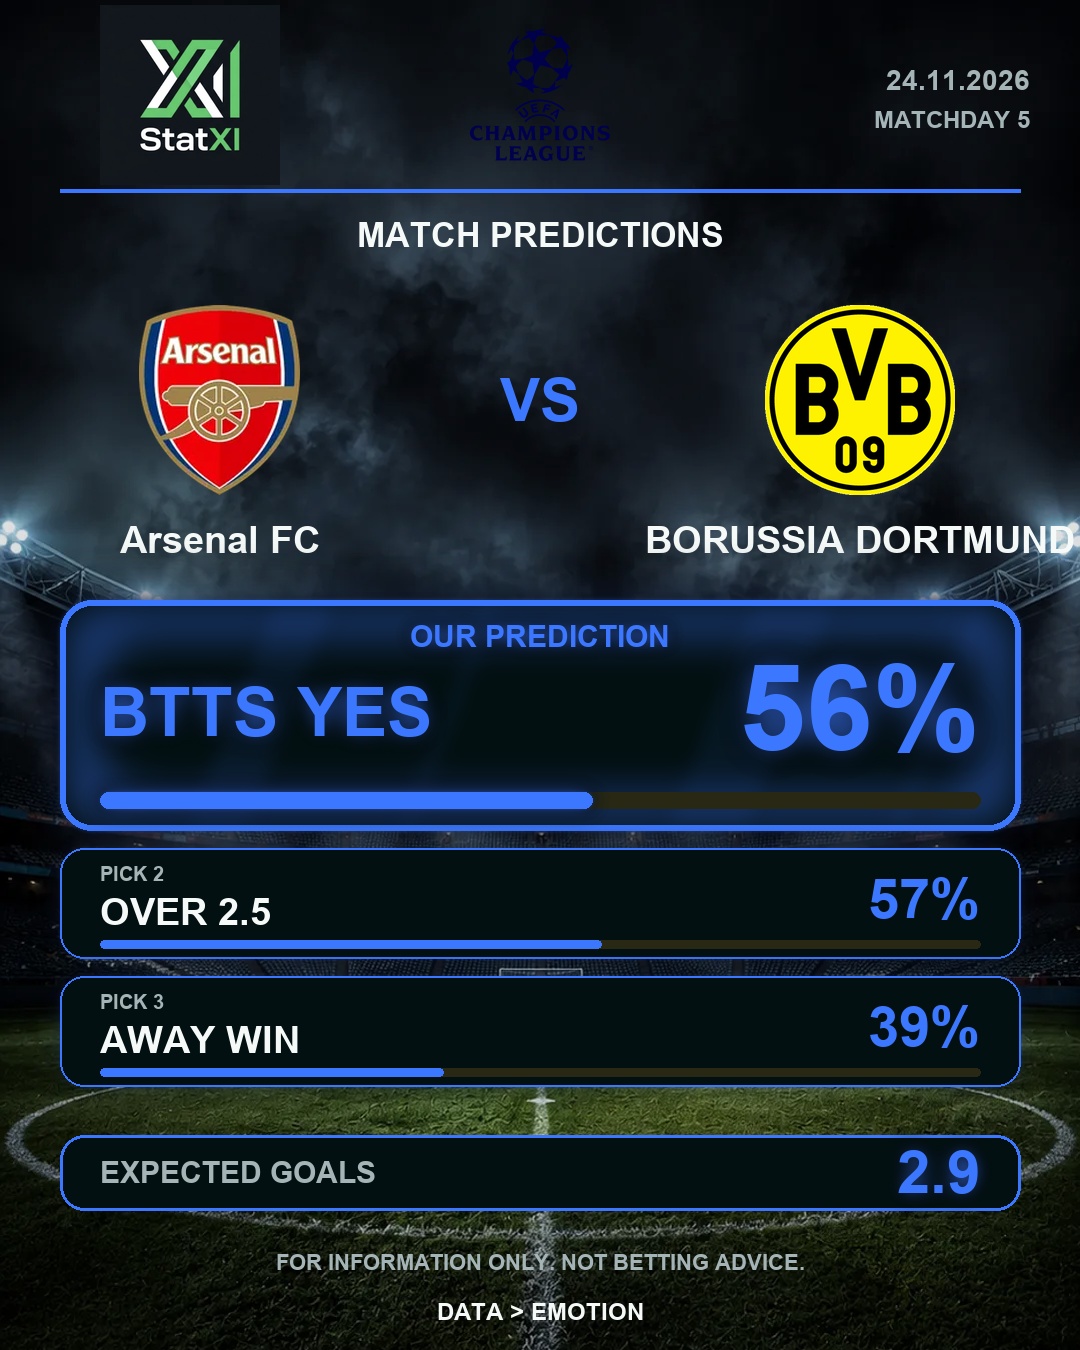 StatXI
UEFA
CHAMPIONS
LEAGUE
24.11.2026
MATCHDAY 5
MATCH PREDICTIONS
Arsenal
VS
BVB
09
Arsenal FC
BORUSSIA DORTMUND
OUR PREDICTION
BTTS YES
56%
PICK 2
OVER 2.5
57%
PICK 3
AWAY WIN
39%
EXPECTED GOALS
2.9
FOR INFORMATION ONLY. NOT BETTING ADVICE.
DATA > EMOTION